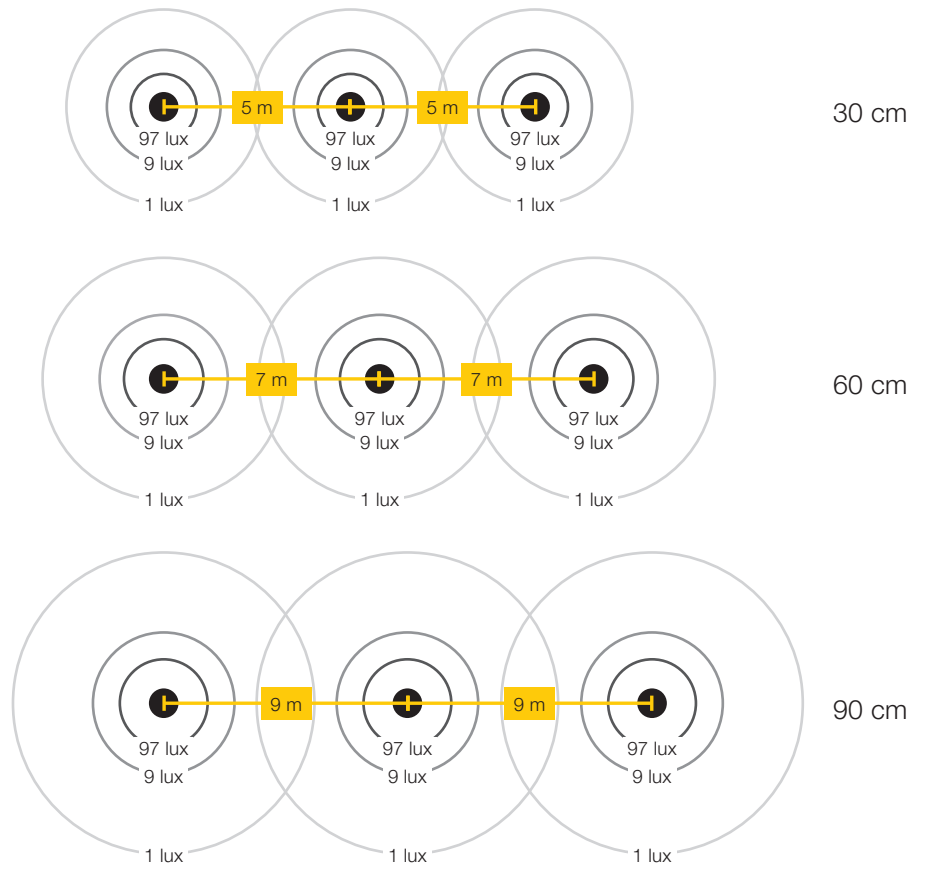 5 m 5 m
30 cm
97 lux 97 lux 97 lux
9 lux 9 lux 9 lux
1 lux 1 lux 1 lux
7 m 7 m
60 cm
97 lux 97 lux 97 lux
9 lux 9 lux 9 lux
1 lux 1 lux 1 lux
9 m 9 m
90 cm
97 lux 97 lux 97 lux
9 lux 9 lux 9 lux
1 lux 1 lux 1 lux